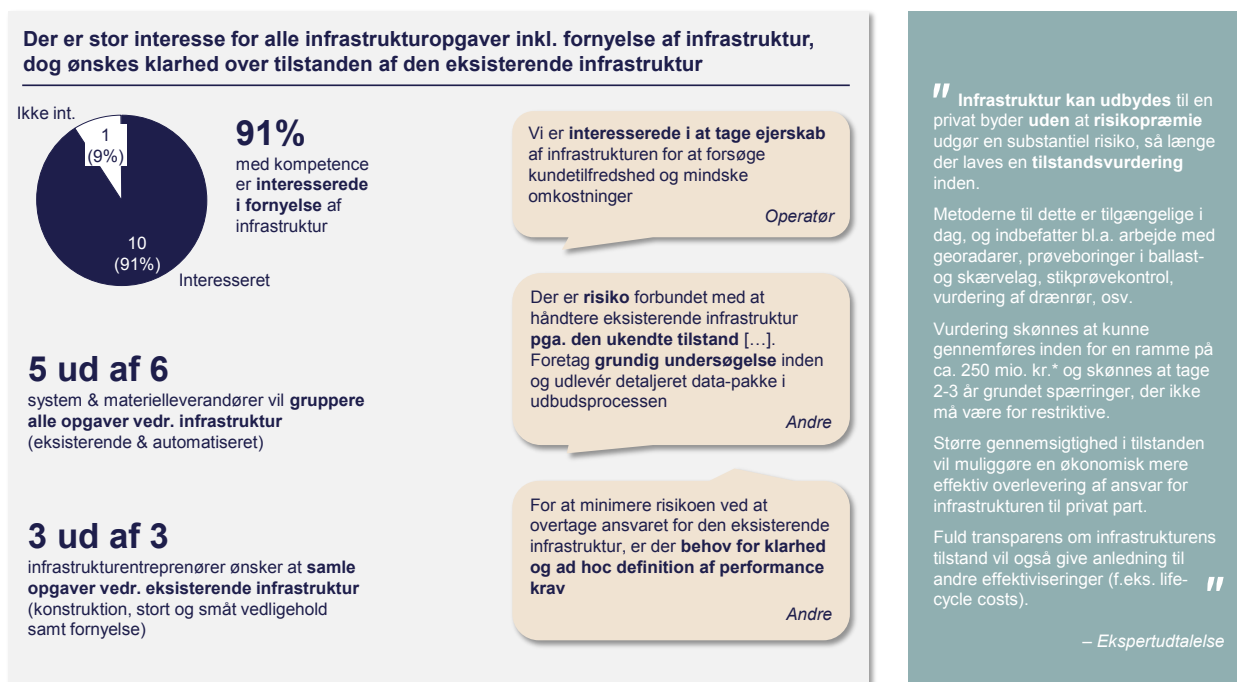 Der er stor interesse for alle infrastrukturopgaver inkl. fornyelse af infrastruktur,
dog ønskes klarhed over tilstanden af den eksisterende infrastruktur
Ikke int.
1
(9%)
10
(91%)
Interesseret
91%
med kompetence
er interesserede
i fornyelse af
infrastruktur
5 ud af 6
system & materielleverandører vil gruppere
alle opgaver vedr. infrastruktur
(eksisterende & automatiseret)
3 ud af 3
infrastrukturentreprenører ønsker at samle
opgaver vedr. eksisterende infrastruktur
(konstruktion, stort og småt vedligehold
samt fornyelse)
Vi er interesserede i at tage ejerskab
af infrastrukturen for at forsøge
kundetilfredshed og mindske
omkostninger
Operatør
Der er risiko forbundet med at
håndtere eksisterende infrastruktur
pga. den ukendte tilstand […].
Foretag grundig undersøgelse inden
og udlevér detaljeret data-pakke i
udbudsprocessen
Andre
For at minimere risikoen ved at
overtage ansvaret for den eksisterende
infrastruktur, er der behov for klarhed
og ad hoc definition af performance
krav
Andre
" Infrastruktur kan udbydes til en
privat byder uden at risikopræmie
udgør en substantiel risiko, så længe
der laves en tilstandsvurdering
inden.
Metoderne til dette er tilgængelige i
dag, og indbefatter bl.a. arbejde med
georadarer, prøveboringer i ballast-
og skærvelag, stikprøvekontrol,
vurdering af drænrør, osv.
Vurdering skønnes at kunne
gennemføres inden for en ramme på
ca. 250 mio. kr.* og skønnes at tage
2-3 år grundet spærringer, der ikke
må være for restriktive.
Større gennemsigtighed i tilstanden
vil muliggøre en økonomisk mere
effektiv overlevering af ansvar for
infrastrukturen til privat part.
Fuld transparens om infrastrukturens
tilstand vil også give anledning til
andre effektiviseringer (f.eks. life-
cycle costs). "
– Ekspertudtalelse